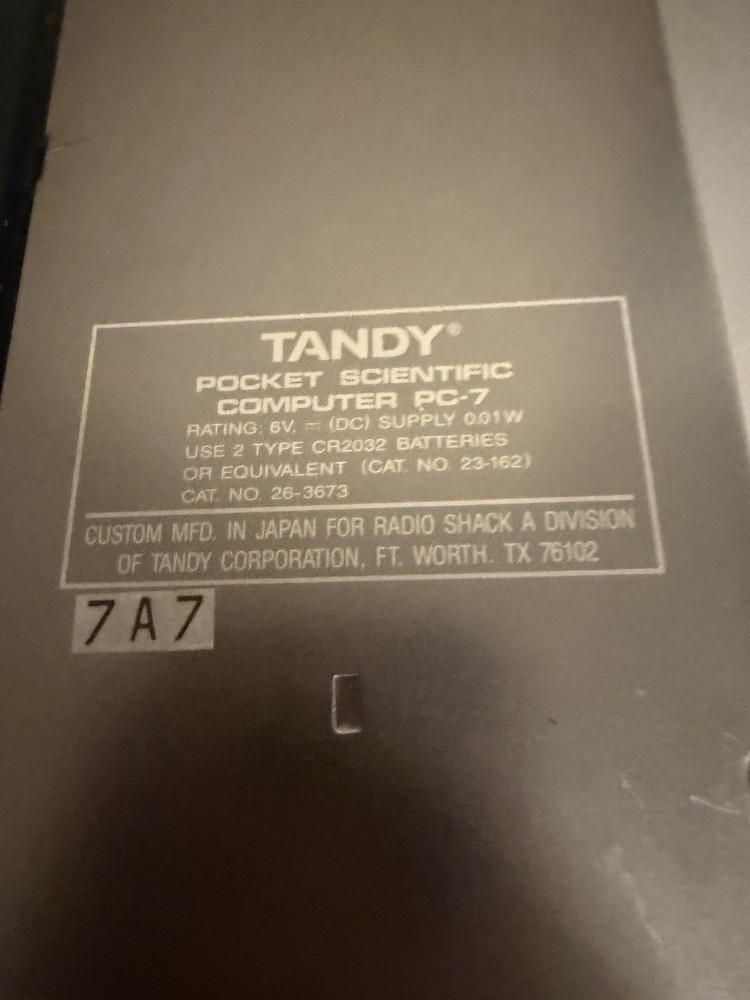 TANDY®
POCKET SCIENTIFIC
COMPUTER PC-7
RATING: 6V, ⎓ (DC) SUPPLY 0.01W
USE 2 TYPE CR2032 BATTERIES
OR EQUIVALENT (CAT. NO. 23-162)
CAT. NO. 26-3673
CUSTOM MFD. IN JAPAN FOR RADIO SHACK A DIVISION
OF TANDY CORPORATION, FT. WORTH. TX 76102
7A7